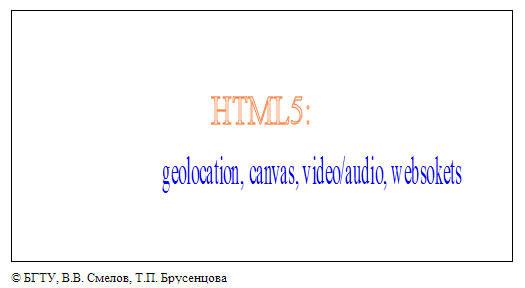 HTML5:
geolocation, canvas, video/audio, websokets
© БГТУ, В.В. Смелов, Т.П. Брусенцова